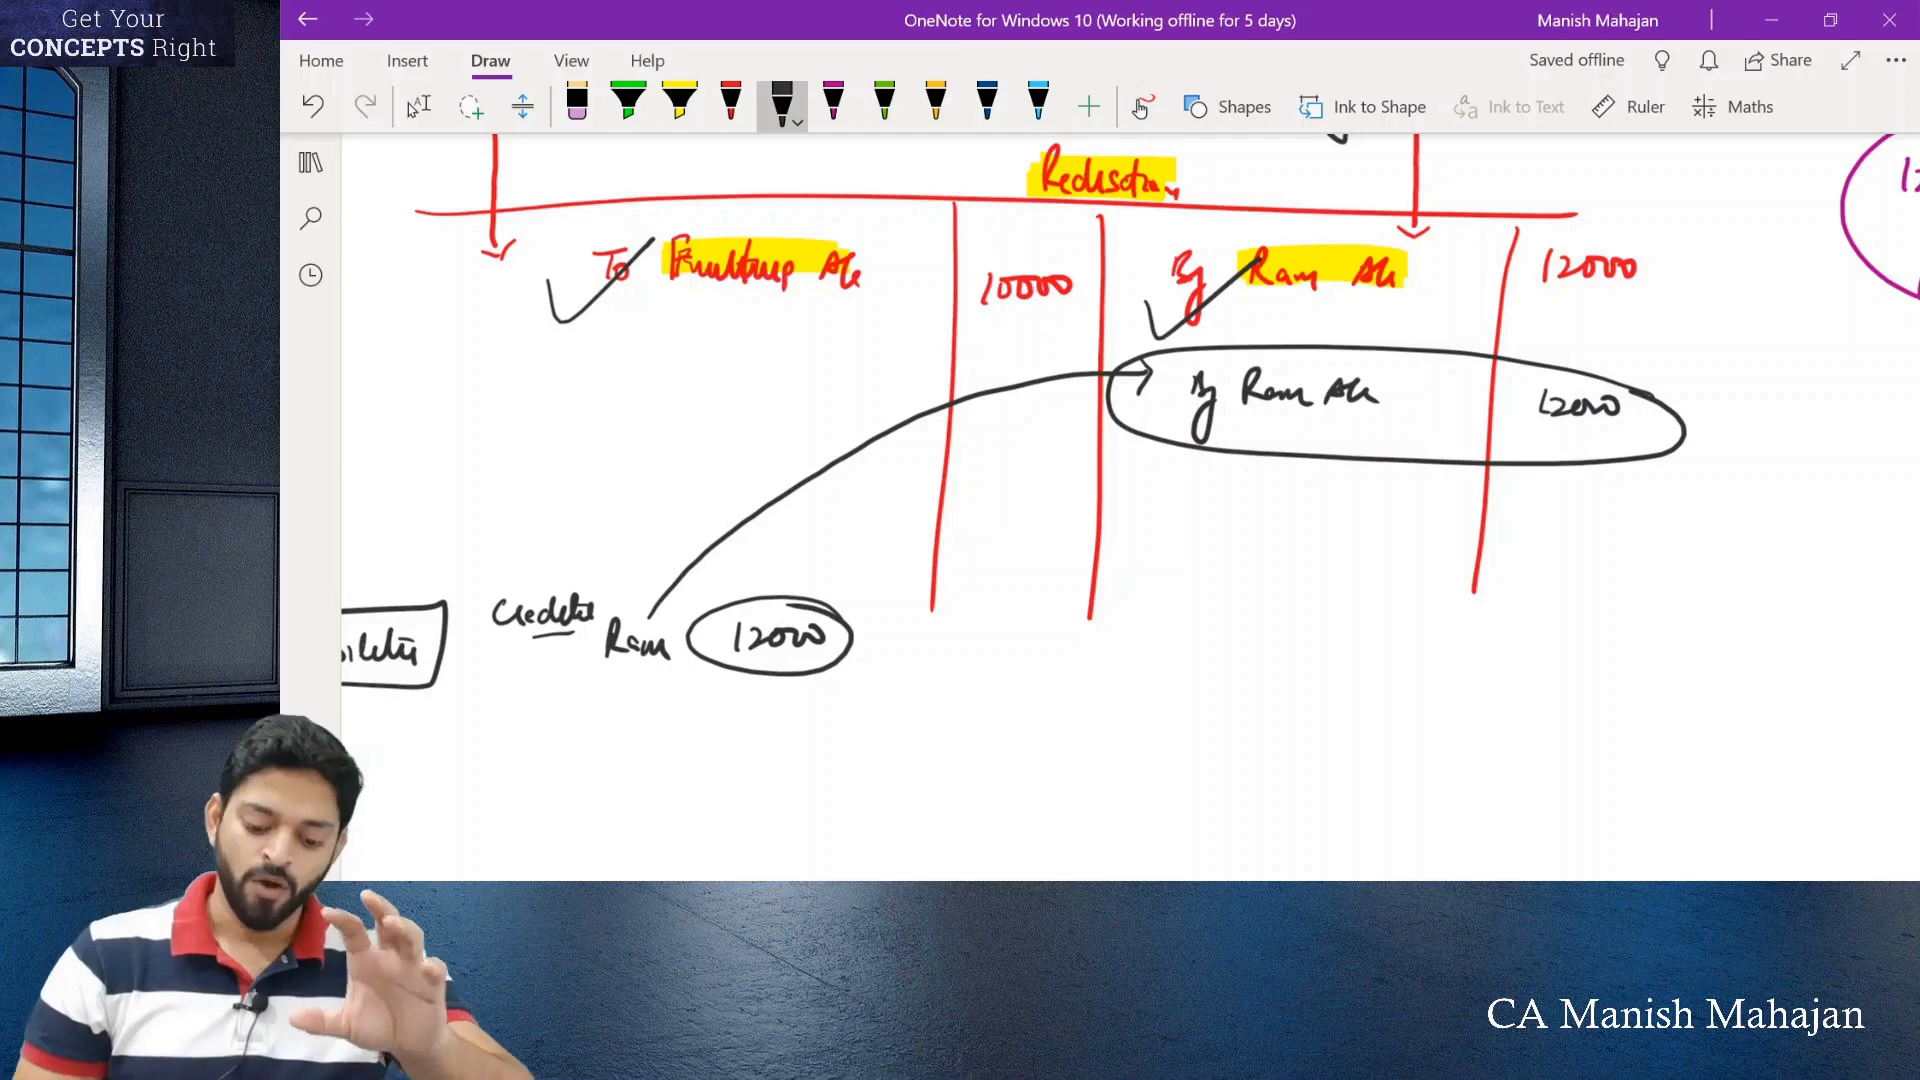 Get Your
CONCEPTS Right
OneNote for Windows 10 (Working offline for 5 days)
Manish Mahajan
Home Insert Draw View Help
Saved offline
Share
Shapes
Ink to Shape
Ink to Text
Ruler
Maths
To Furniture A/c 10000 By Ram A/c 12000
By Ram A/c 12000
Ram 12000
CA Manish Mahajan